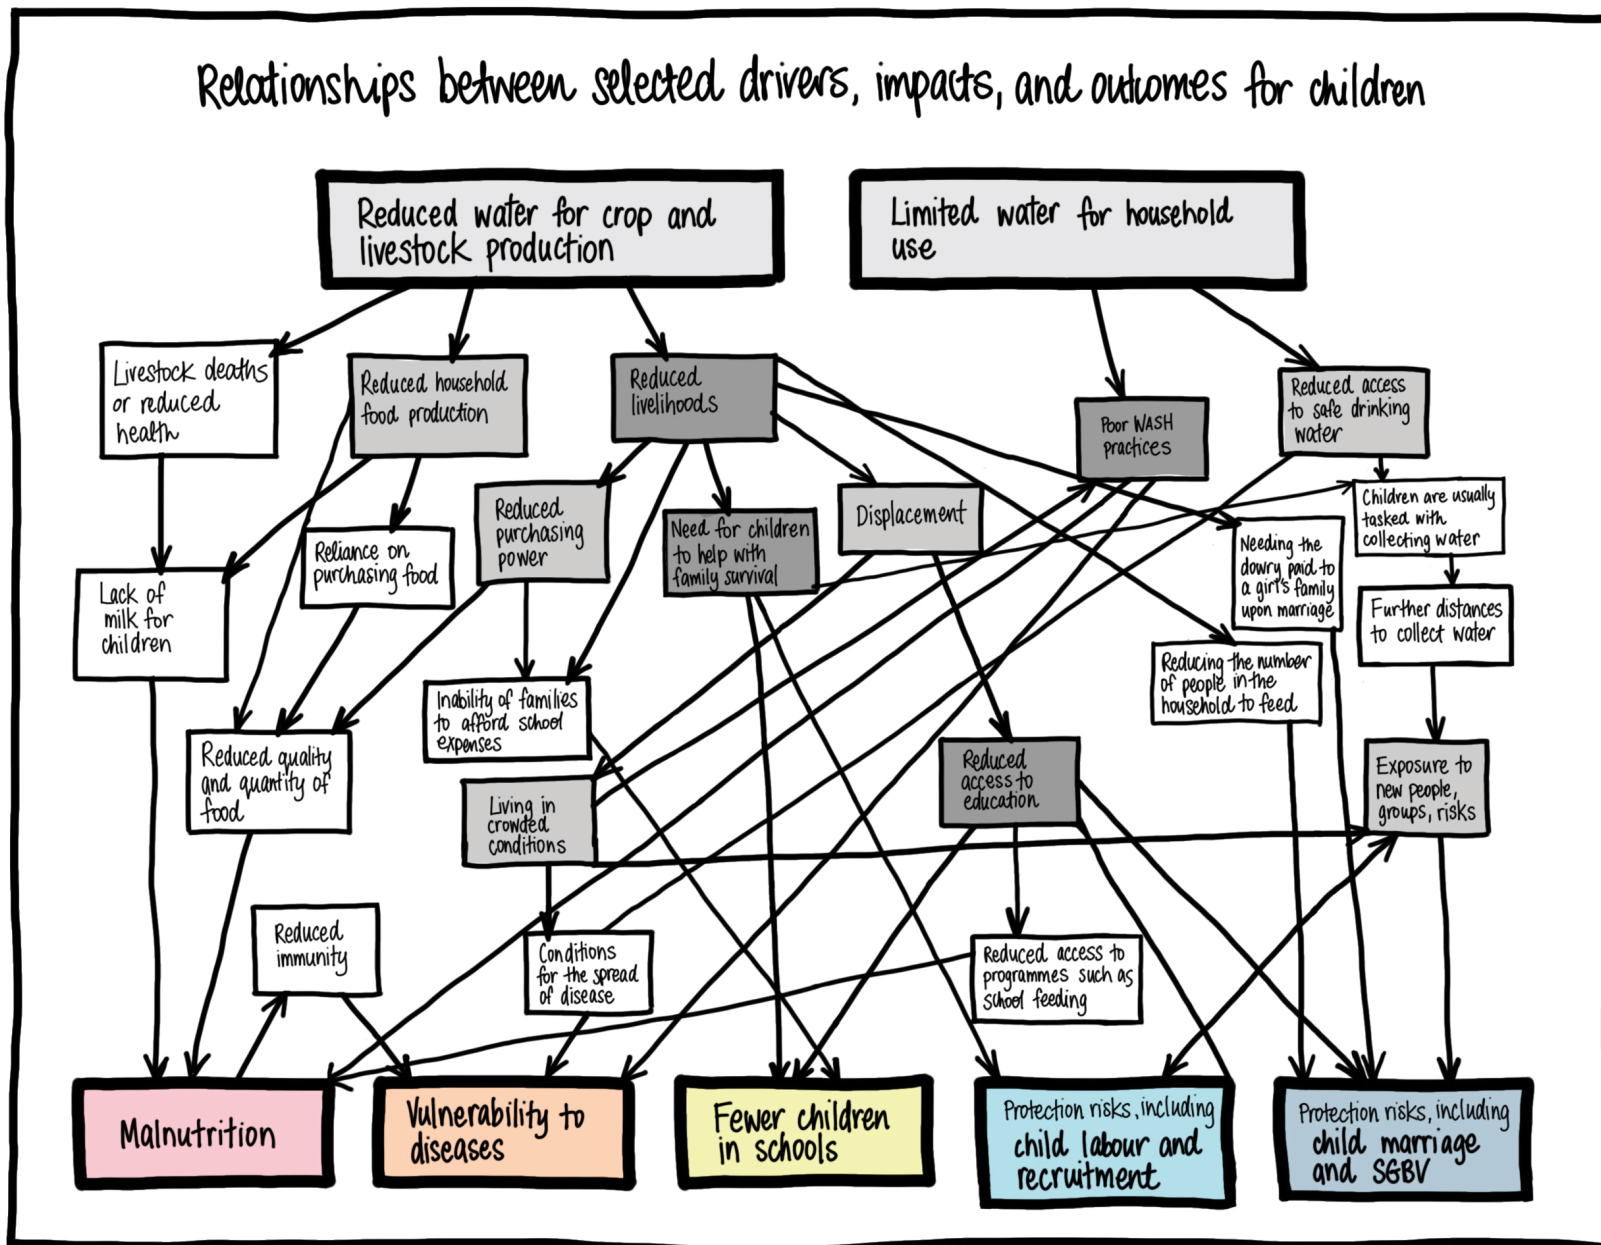 Relationships between selected drivers, impacts, and outcomes for children
Reduced water for crop and
livestock production
Limited water for household
use
Livestock deaths
or reduced
health
Reduced household
food production
Reduced
livelihoods
Poor WASH
practices
Reduced access
to safe drinking
water
Reduced
purchasing
power
Need for children
to help with
family survival
Displacement
Children are usually
tasked with
collecting water
Needing the
dowry paid to
a girl's family
upon marriage
Reliance on
purchasing food
Lack of
milk for
children
Further distances
to collect water
Reducing the number
of people in the
household to feed
Inability of families
to afford school
expenses
Reduced quality
and quantity of
food
Living in
crowded
conditions
Reduced
access to
education
Exposure to
new people,
groups, risks
Reduced
immunity
Conditions
for the spread
of disease
Reduced access to
programmes such as
school feeding
Malnutrition
Vulnerability to
diseases
Fewer children
in schools
Protection risks, including
child labour and
recruitment
Protection risks, including
child marriage
and SGBV